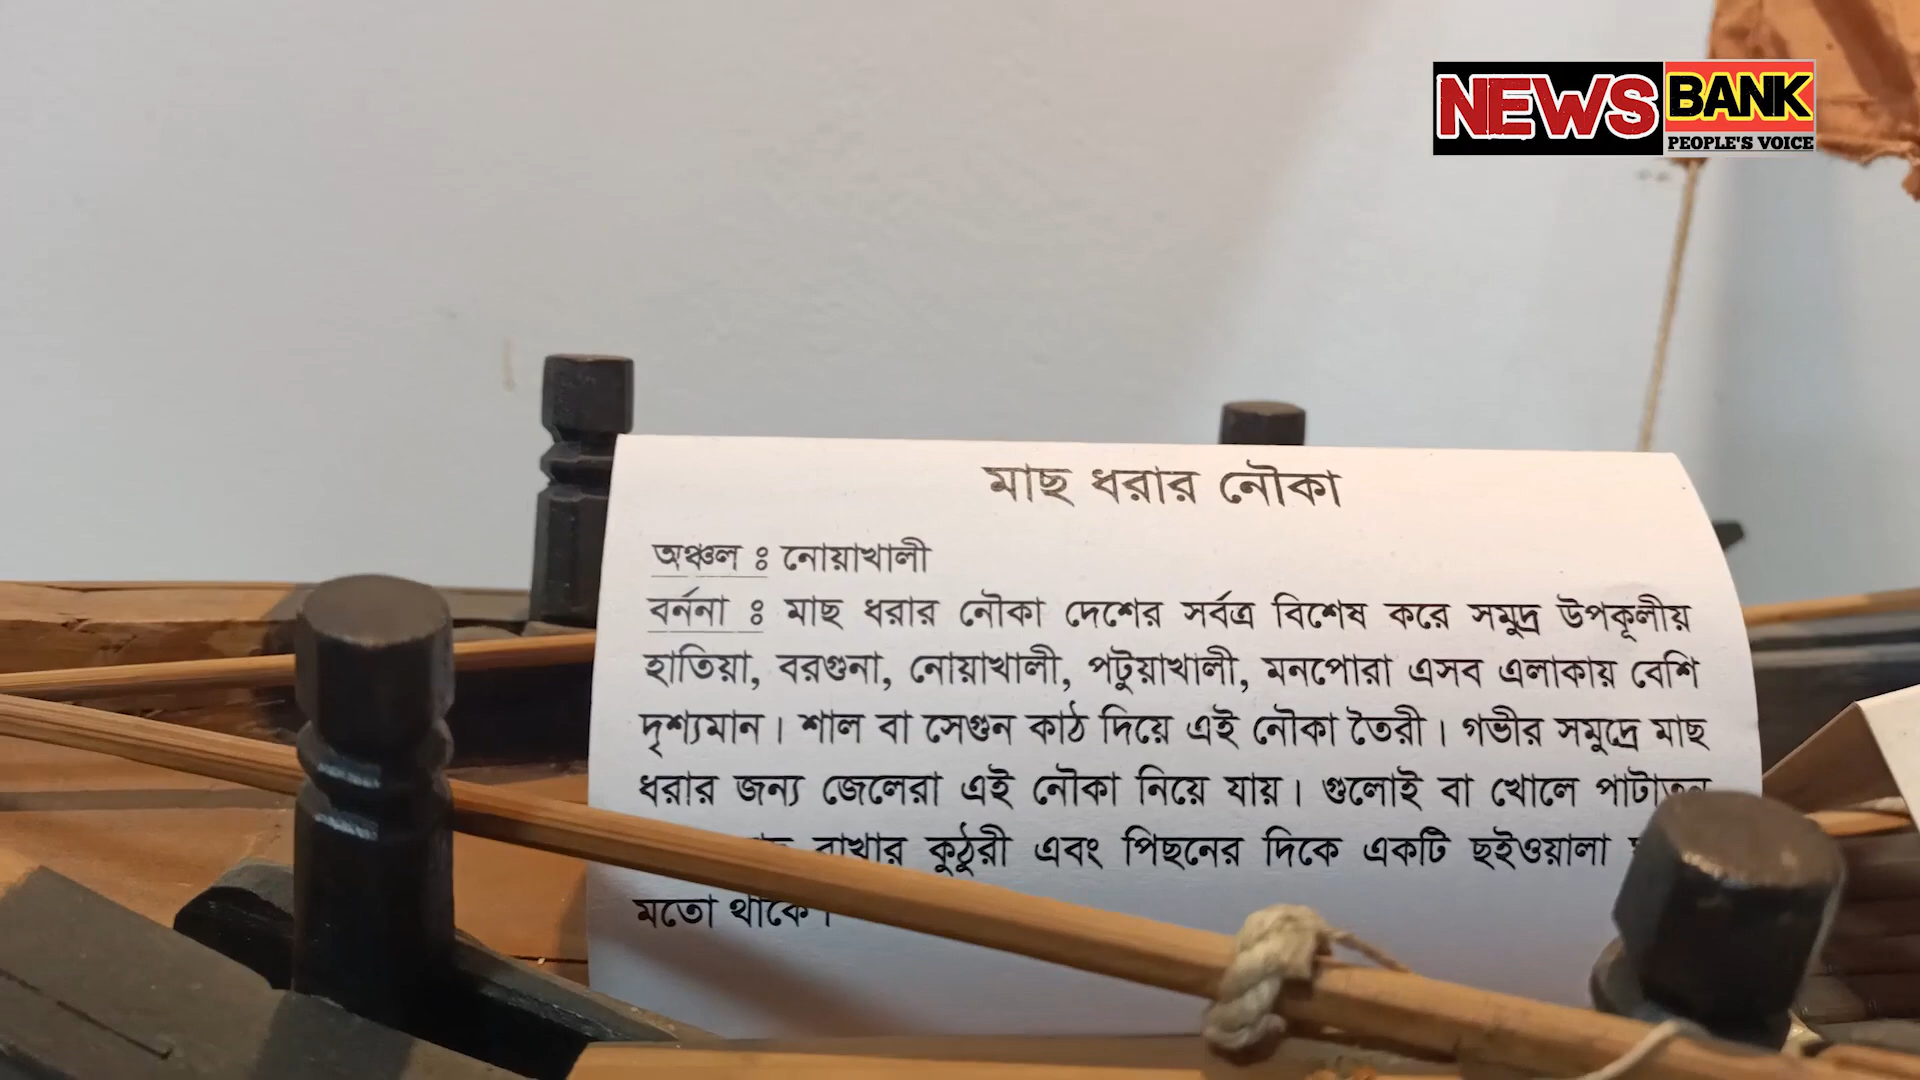 NEWS BANK
PEOPLE'S VOICE
মাছ ধরার নৌকা
অঞ্চল ঃ নোয়াখালী
বর্ননা ঃ মাছ ধরার নৌকা দেশের সর্বত্র বিশেষ করে সমুদ্র উপকূলীয়
হাতিয়া, বরগুনা, নোয়াখালী, পটুয়াখালী, মনপোরা এসব এলাকায় বেশি
দৃশ্যমান। শাল বা সেগুন কাঠ দিয়ে এই নৌকা তৈরী। গভীর সমুদ্রে মাছ
ধরার জন্য জেলেরা এই নৌকা নিয়ে যায়। গুলোই বা খোলে পাটাতন
রাখার কুঠুরী এবং পিছনের দিকে একটি ছইওয়ালা
মতো থাকে।